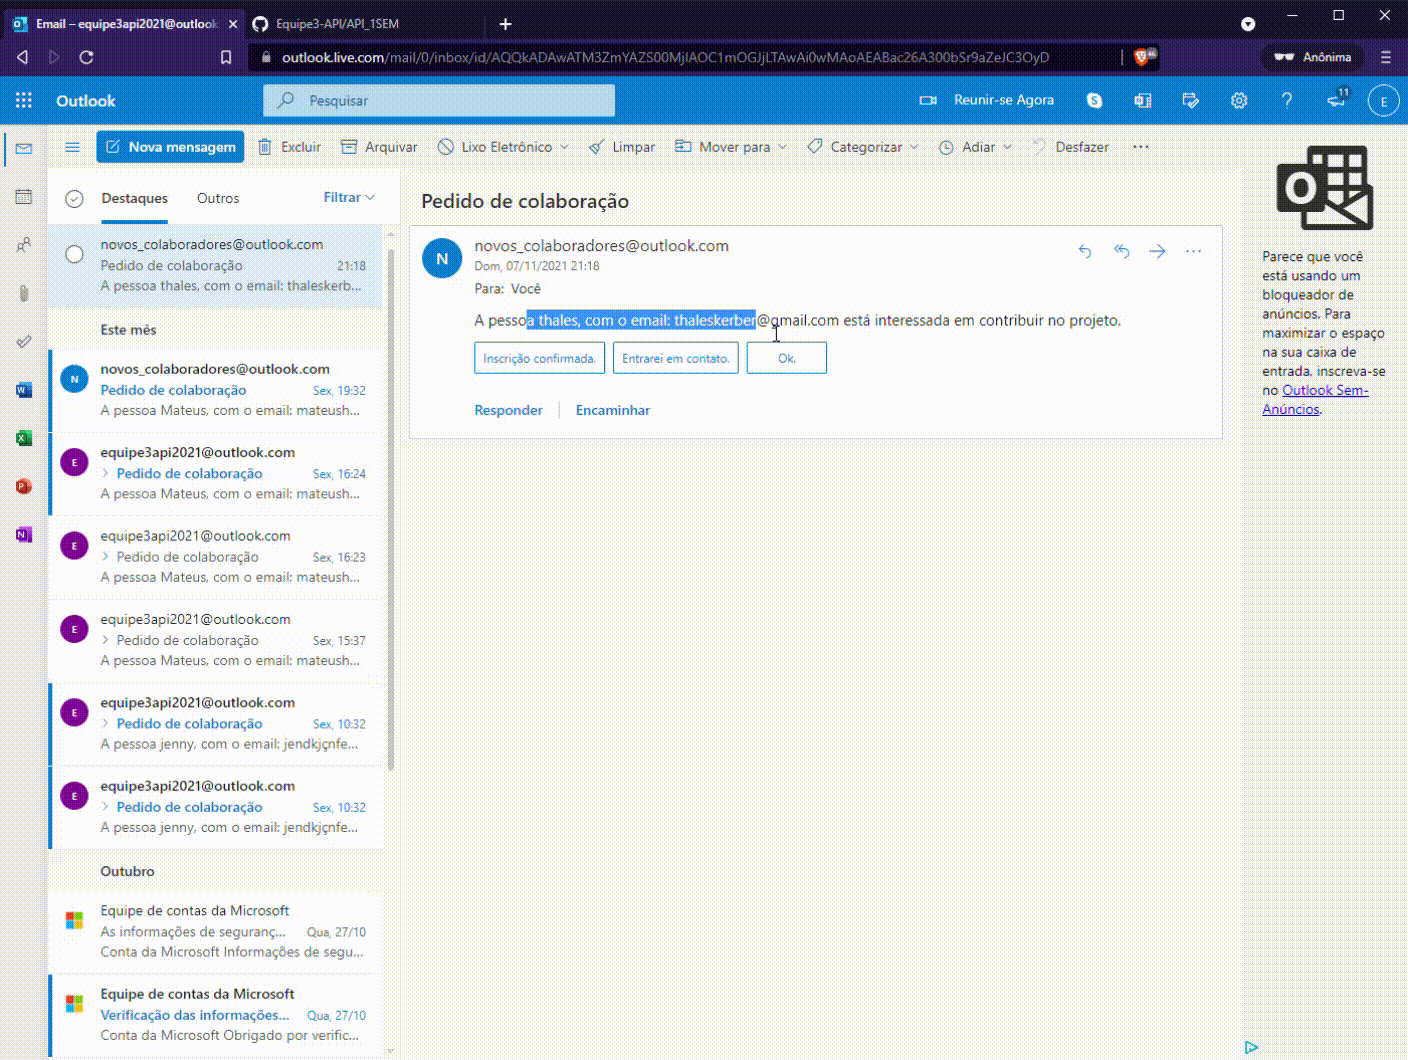 Email – equipe3api2021@outlook
Equipe3-API/API_1SEM
outlook.live.com/mail/0/inbox/id/AQQkADAwATM3ZmYAZS00MjlAOC1mOGJjLTAwAi0wMAoAEABac26A300bSr9aZeJC3OyD
46
Anônima
Outlook
Pesquisar
Reunir-se Agora
11
E
Nova mensagem
Excluir
Arquivar
Lixo Eletrônico
Limpar
Mover para
Categorizar
Adiar
Desfazer
Destaques
Outros
Filtrar
novos_colaboradores@outlook.com
Pedido de colaboração 21:18
A pessoa thales, com o email: thaleskerb...
Este mês
N
novos_colaboradores@outlook.com
Pedido de colaboração Sex, 19:32
A pessoa Mateus, com o email: mateush...
E
equipe3api2021@outlook.com
Pedido de colaboração Sex, 16:24
A pessoa Mateus, com o email: mateush...
E
equipe3api2021@outlook.com
Pedido de colaboração Sex, 16:23
A pessoa Mateus, com o email: mateush...
E
equipe3api2021@outlook.com
Pedido de colaboração Sex, 15:37
A pessoa Mateus, com o email: mateush...
E
equipe3api2021@outlook.com
Pedido de colaboração Sex, 10:32
A pessoa jenny, com o email: jendkjçnfe...
E
equipe3api2021@outlook.com
Pedido de colaboração Sex, 10:32
A pessoa jenny, com o email: jendkjçnfe...
Outubro
Equipe de contas da Microsoft
As informações de seguranç... Qua, 27/10
Conta da Microsoft Informações de segu...
Equipe de contas da Microsoft
Verificação das informações... Qua, 27/10
Conta da Microsoft Obrigado por verific...
Pedido de colaboração
N
novos_colaboradores@outlook.com
Dom, 07/11/2021 21:18
Para: Você
A pessoa thales, com o email: thaleskerber@gmail.com está interessada em contribuir no projeto.
Inscrição confirmada.
Entrarei em contato.
Ok.
Responder
Encaminhar
Parece que você
está usando um
bloqueador de
anúncios. Para
maximizar o espaço
na sua caixa de
entrada, inscreva-se
no Outlook Sem-
Anúncios.